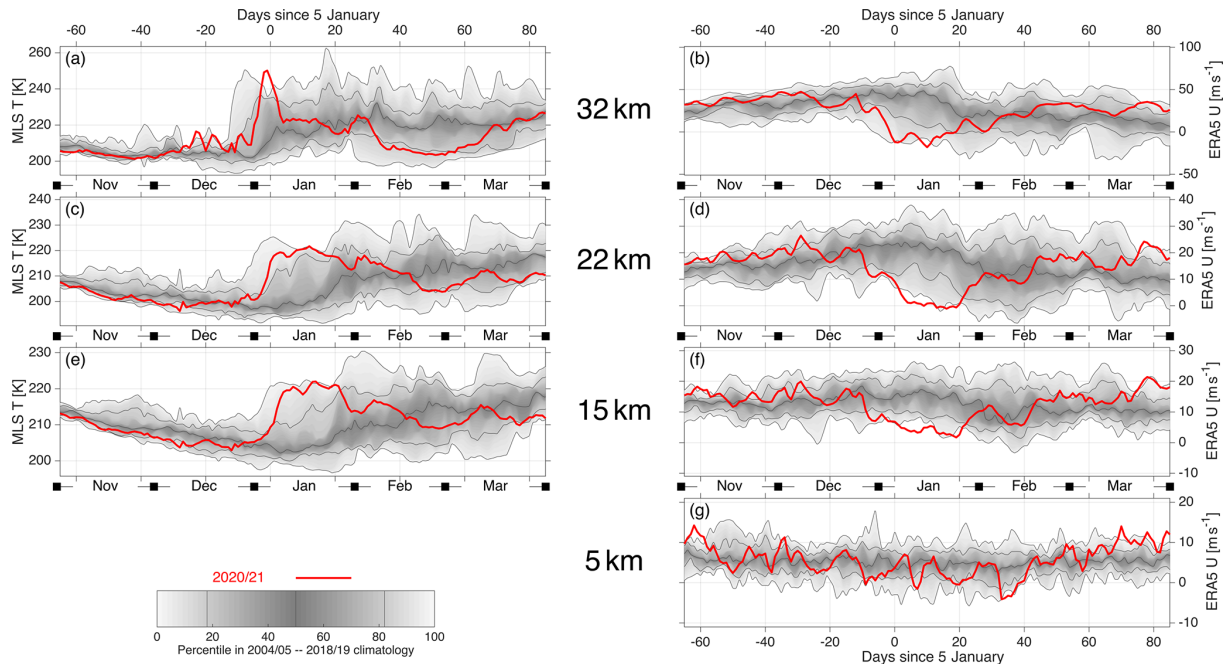 Days since 5 January
-60 -40 -20 0 20 40 60 80
(a)
MLS T [K]
260
240
220
200
Nov Dec Jan Feb Mar
(c)
MLS T [K]
240
230
220
210
200
Nov Dec Jan Feb Mar
(e)
MLS T [K]
230
220
210
200
Nov Dec Jan Feb Mar
2020/21
0 20 40 60 80 100
Percentile in 2004/05 -- 2018/19 climatology
32 km
22 km
15 km
5 km
Days since 5 January
-60 -40 -20 0 20 40 60 80
(b)
ERA5 U [m s-1]
100
50
0
-50
Nov Dec Jan Feb Mar
(d)
ERA5 U [m s-1]
40
30
20
10
0
Nov Dec Jan Feb Mar
(f)
ERA5 U [m s-1]
30
20
10
0
-10
Nov Dec Jan Feb Mar
(g)
ERA5 U [m s-1]
20
10
0
-10
-60 -40 -20 0 20 40 60 80
Days since 5 January